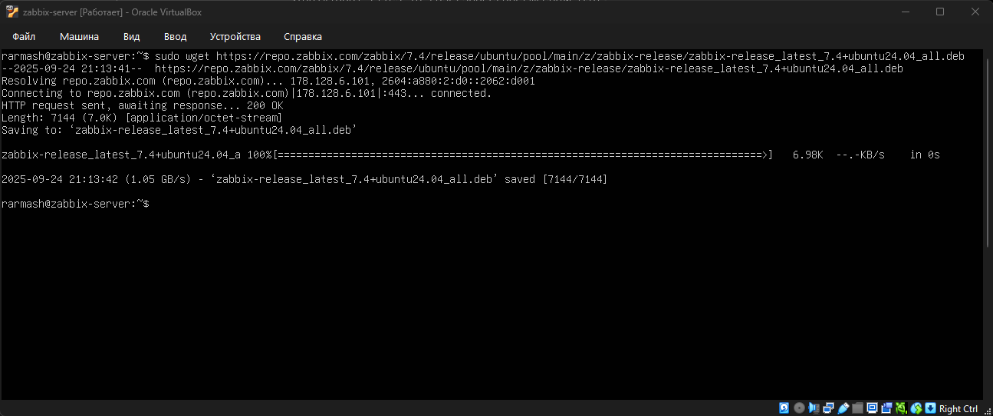 zabbix-server [Работает] - Oracle VirtualBox
Файл Машина Вид Ввод Устройства Справка
rarmash@zabbix-server:~$ sudo wget https://repo.zabbix.com/zabbix/7.4/release/ubuntu/pool/main/z/zabbix-release/zabbix-release_latest_7.4+ubuntu24.04_all.deb
--2025-09-24 21:13:41-- https://repo.zabbix.com/zabbix/7.4/release/ubuntu/pool/main/z/zabbix-release/zabbix-release_latest_7.4+ubuntu24.04_all.deb
Resolving repo.zabbix.com (repo.zabbix.com)... 178.128.6.101, 2604:a880:2:d0::2062:d001
Connecting to repo.zabbix.com (repo.zabbix.com)|178.128.6.101|:443... connected.
HTTP request sent, awaiting response... 200 OK
Length: 7144 (7.0K) [application/octet-stream]
Saving to: ‘zabbix-release_latest_7.4+ubuntu24.04_all.deb’
zabbix-release_latest_7.4+ubuntu24.04_a 100%[===============================================================================>] 6.98K --.-KB/s in 0s
2025-09-24 21:13:42 (1.05 GB/s) - ‘zabbix-release_latest_7.4+ubuntu24.04_all.deb’ saved [7144/7144]
rarmash@zabbix-server:~$
Right Ctrl